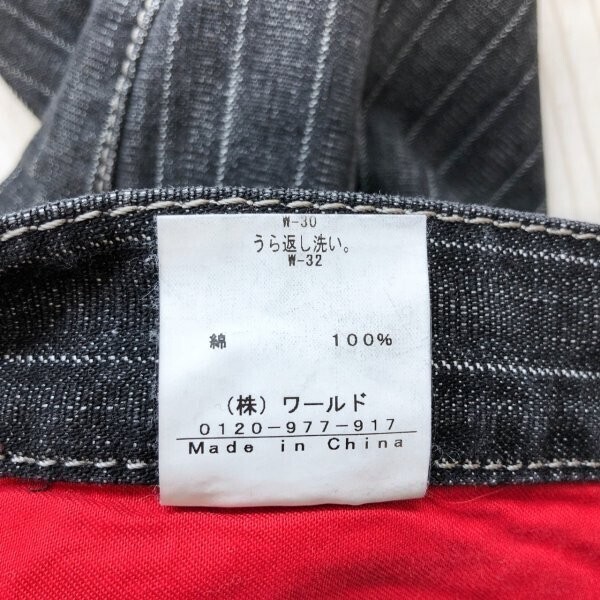 W-30
うら返し洗い。
W-32
綿 100%
(株) ワールド
0120-977-917
Made in China